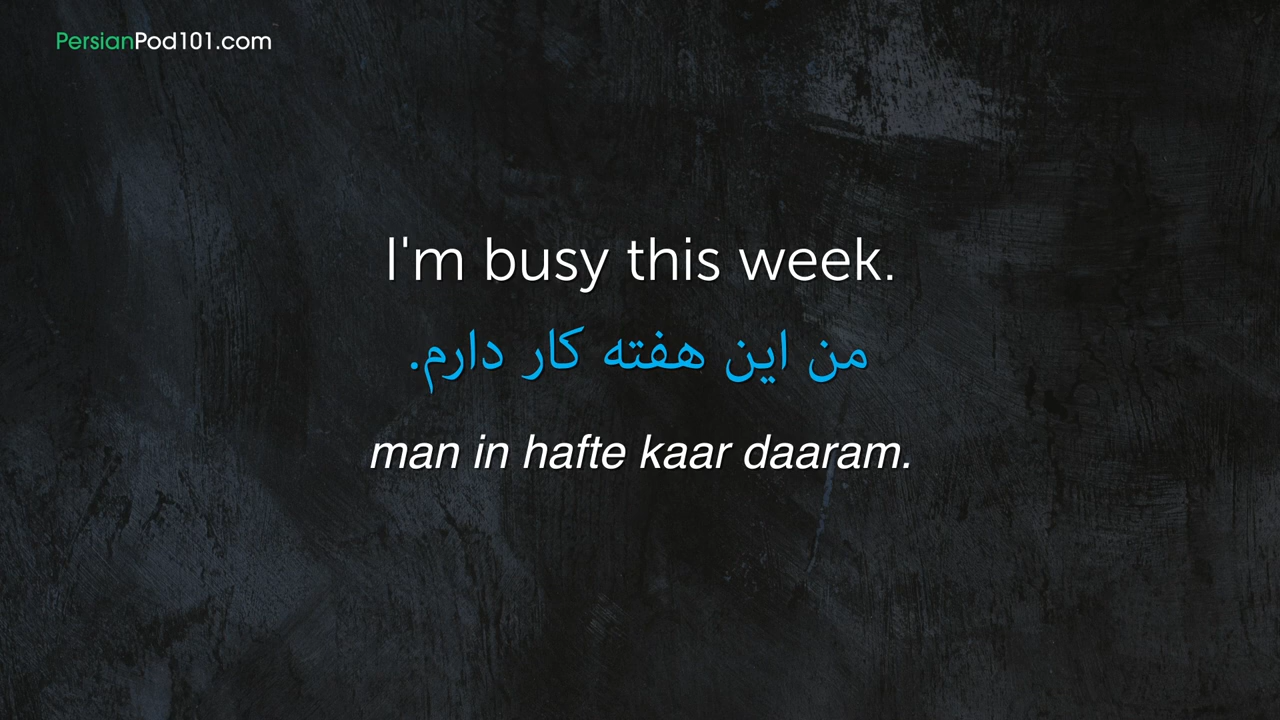 PersianPod101.com
I'm busy this week.
من این هفته کار دارم.
man in hafte kaar daaram.